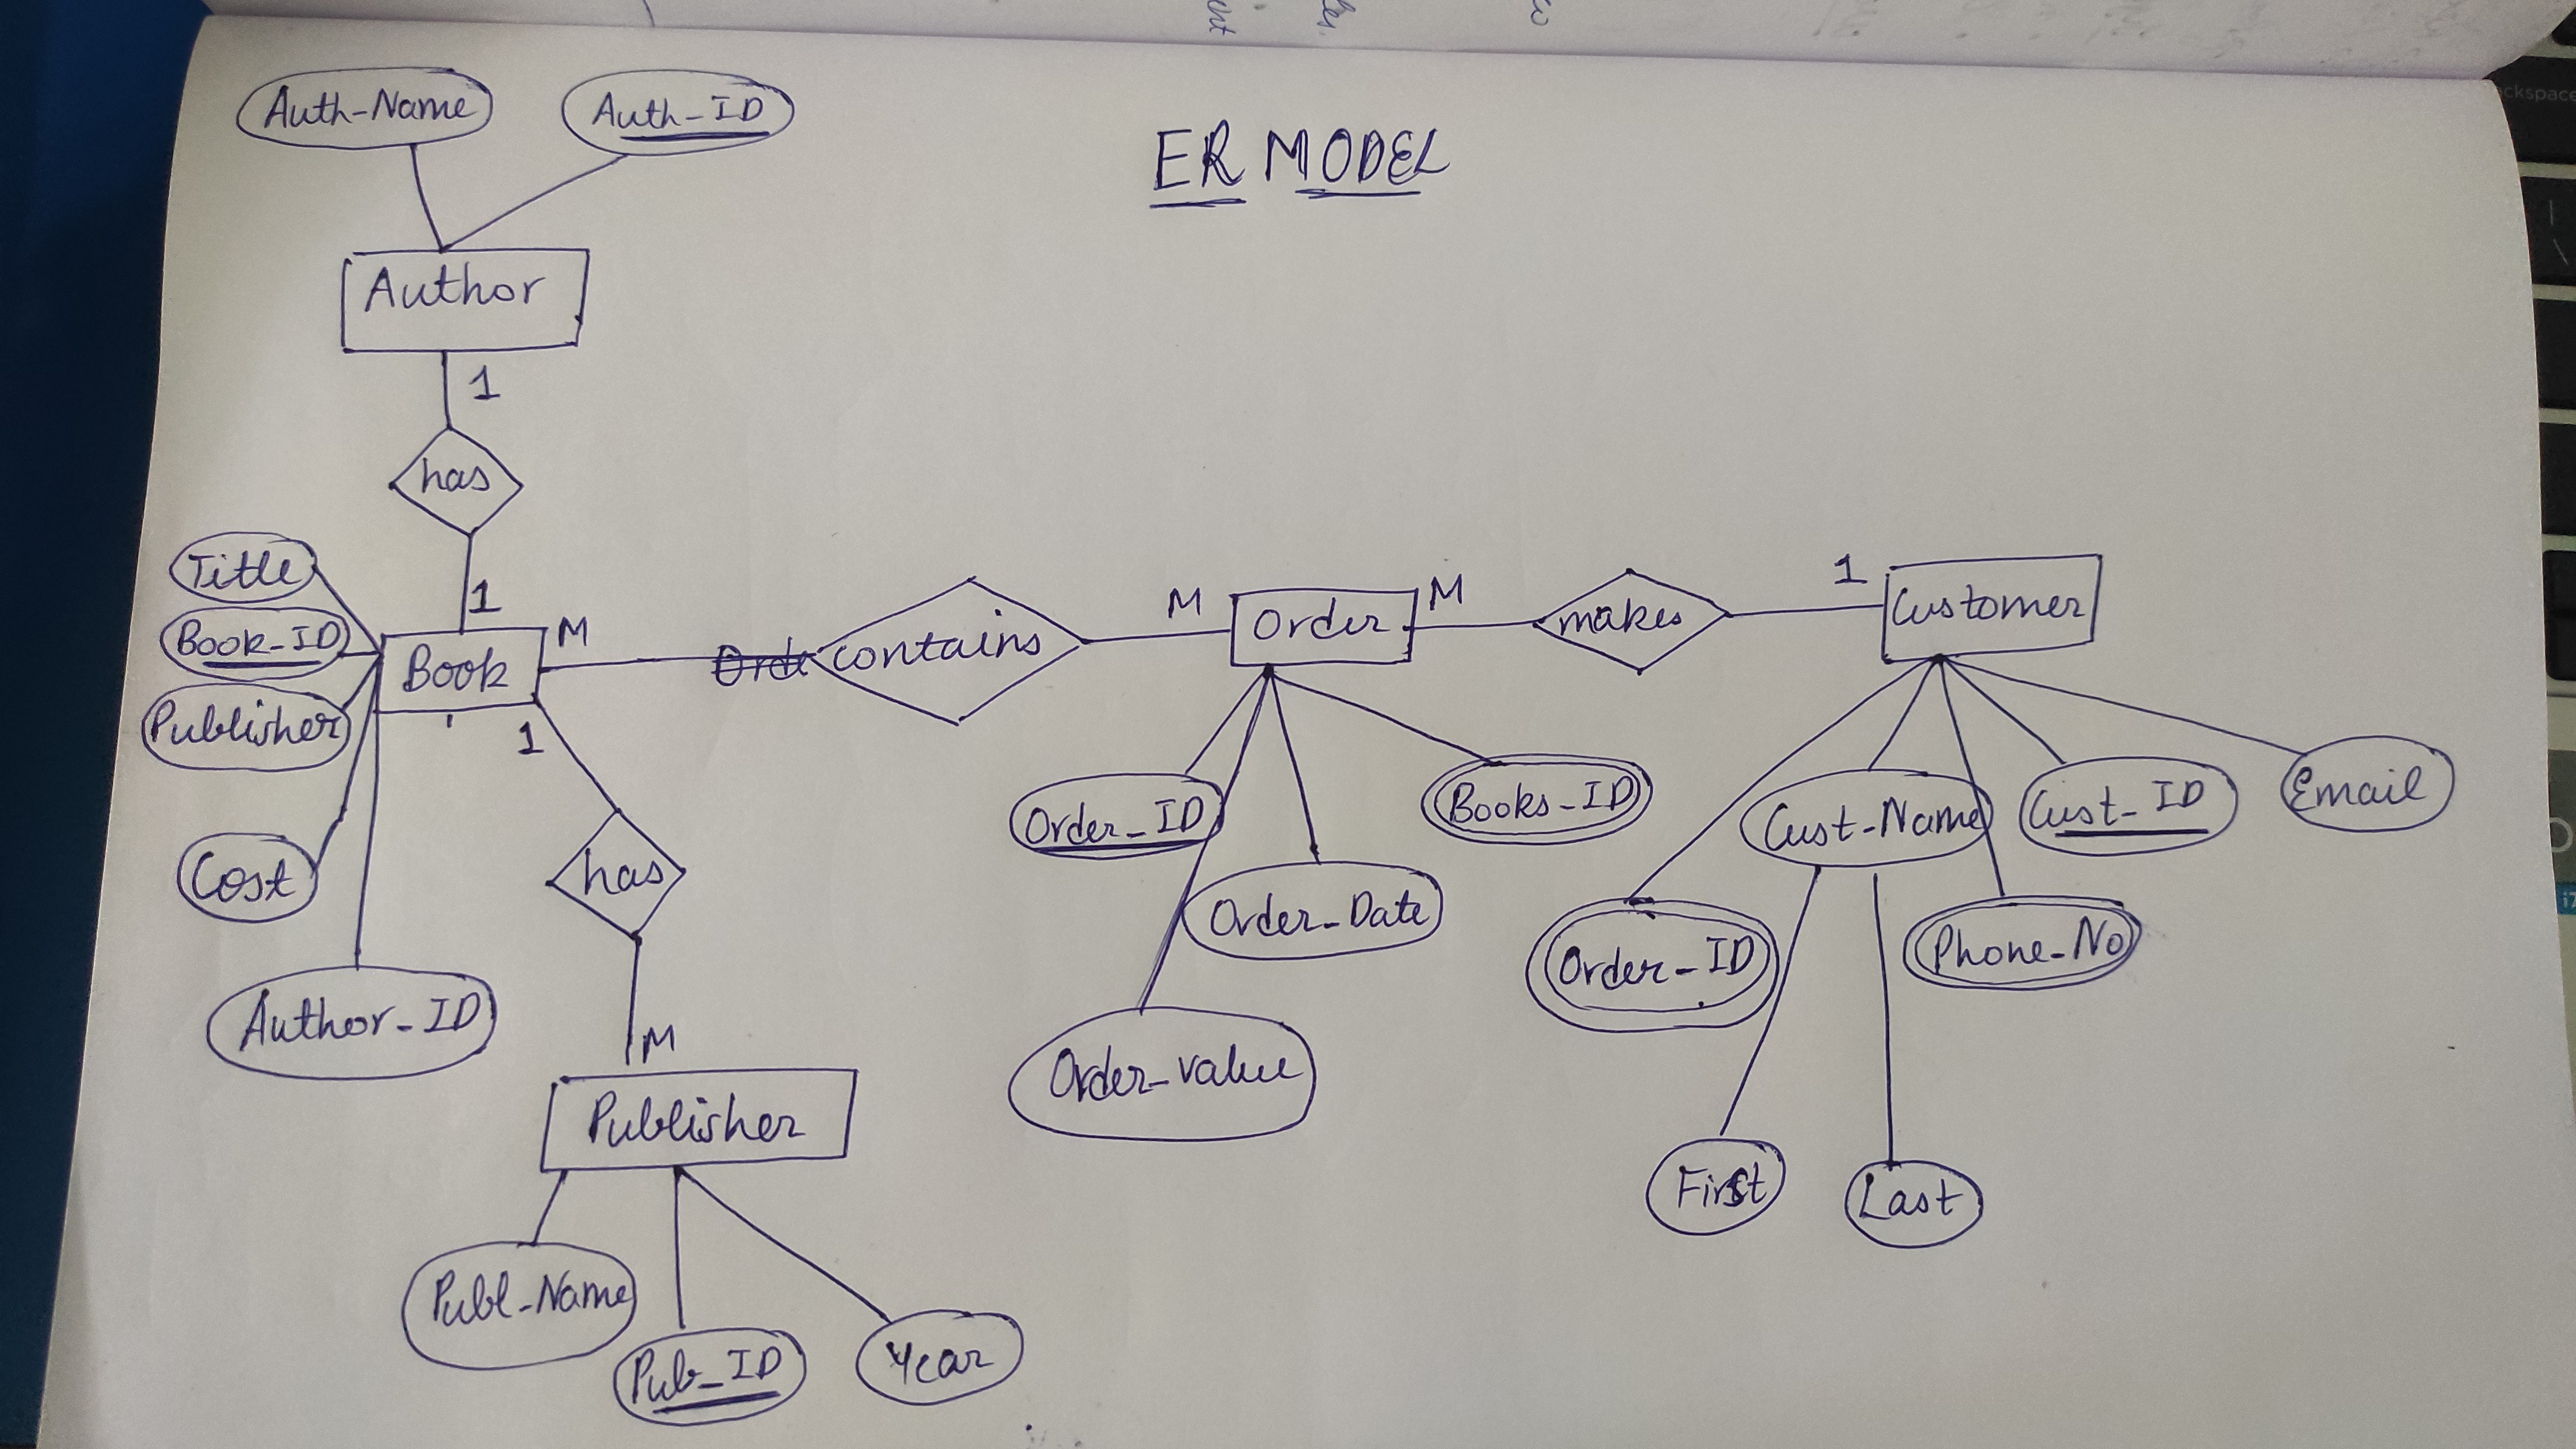 Auth-Name
Auth-ID
ER MODEL
Author
1
has
1
Title
Book-ID
Publisher
Cost
Author-ID
Book
M
contains
M
Order
M
makes
1
Customer
1
has
M
Publisher
Publ-Name
Pub-ID
Year
Order-ID
Books-ID
Order-Date
Order-value
Cust-Name
Cust-ID
Email
Order-ID
Phone-No
First
Last